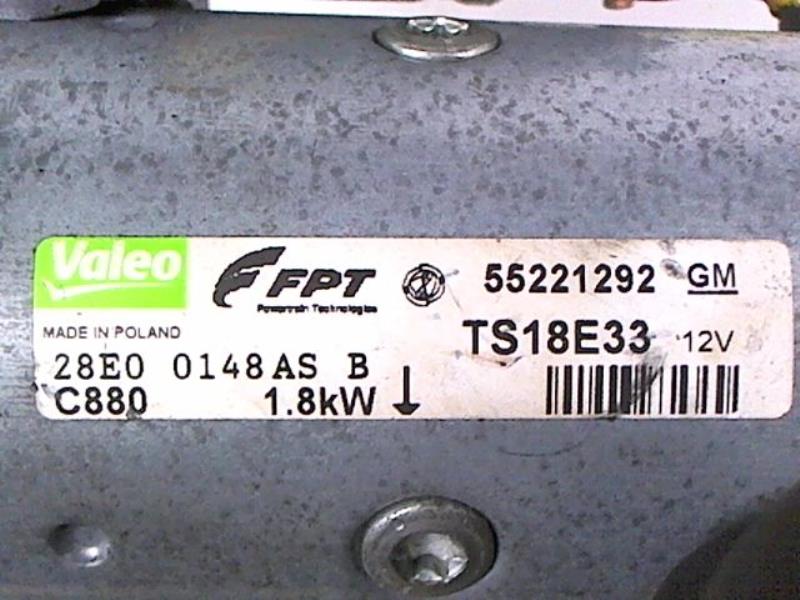 Valeo FPT 55221292 GM
Powertrain Technologies
MADE IN POLAND TS18E33 12V
28E0 0148AS B
C880 1.8kW